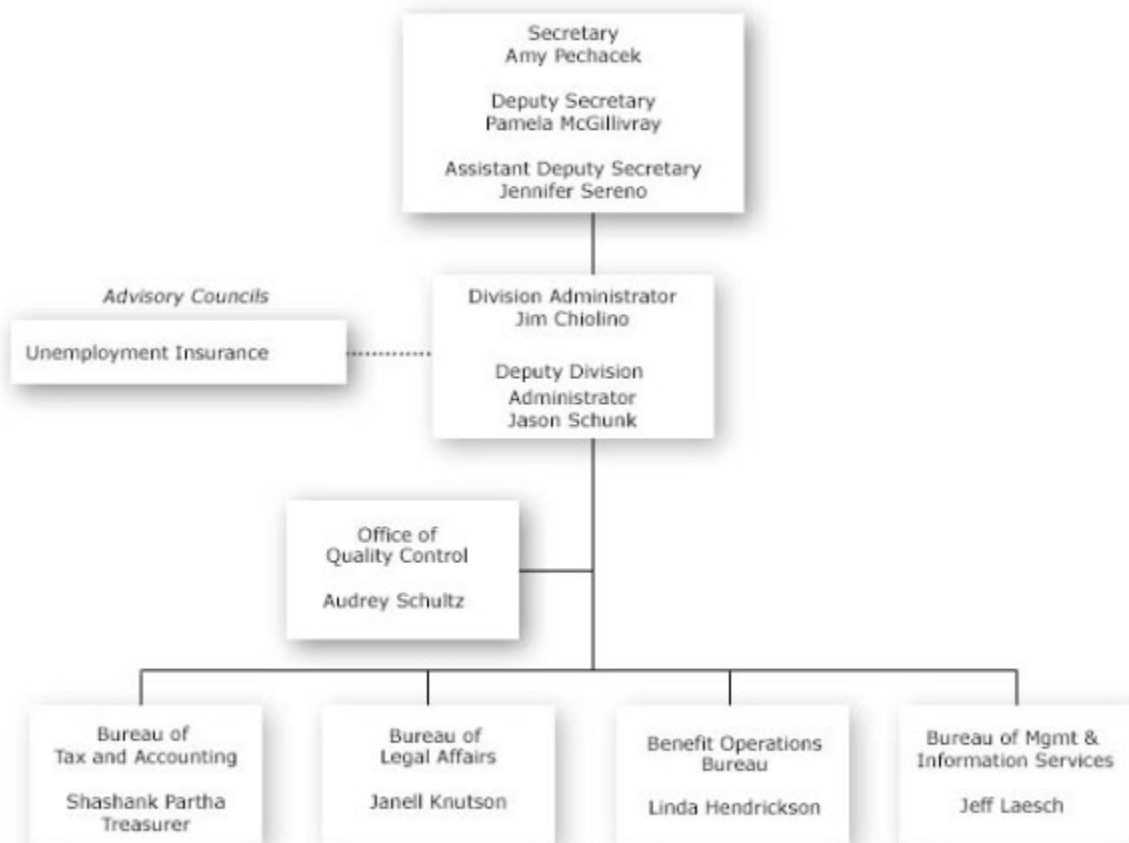 Secretary
Amy Pechacek
Deputy Secretary
Pamela McGillivray
Assistant Deputy Secretary
Jennifer Sereno
Advisory Councils
Unemployment Insurance
Division Administrator
Jim Chiolino
Deputy Division
Administrator
Jason Schunk
Office of
Quality Control
Audrey Schultz
Bureau of
Tax and Accounting
Shashank Partha
Treasurer
Bureau of
Legal Affairs
Janell Knutson
Benefit Operations
Bureau
Linda Hendrickson
Bureau of Mgmt &
Information Services
Jeff Laesch